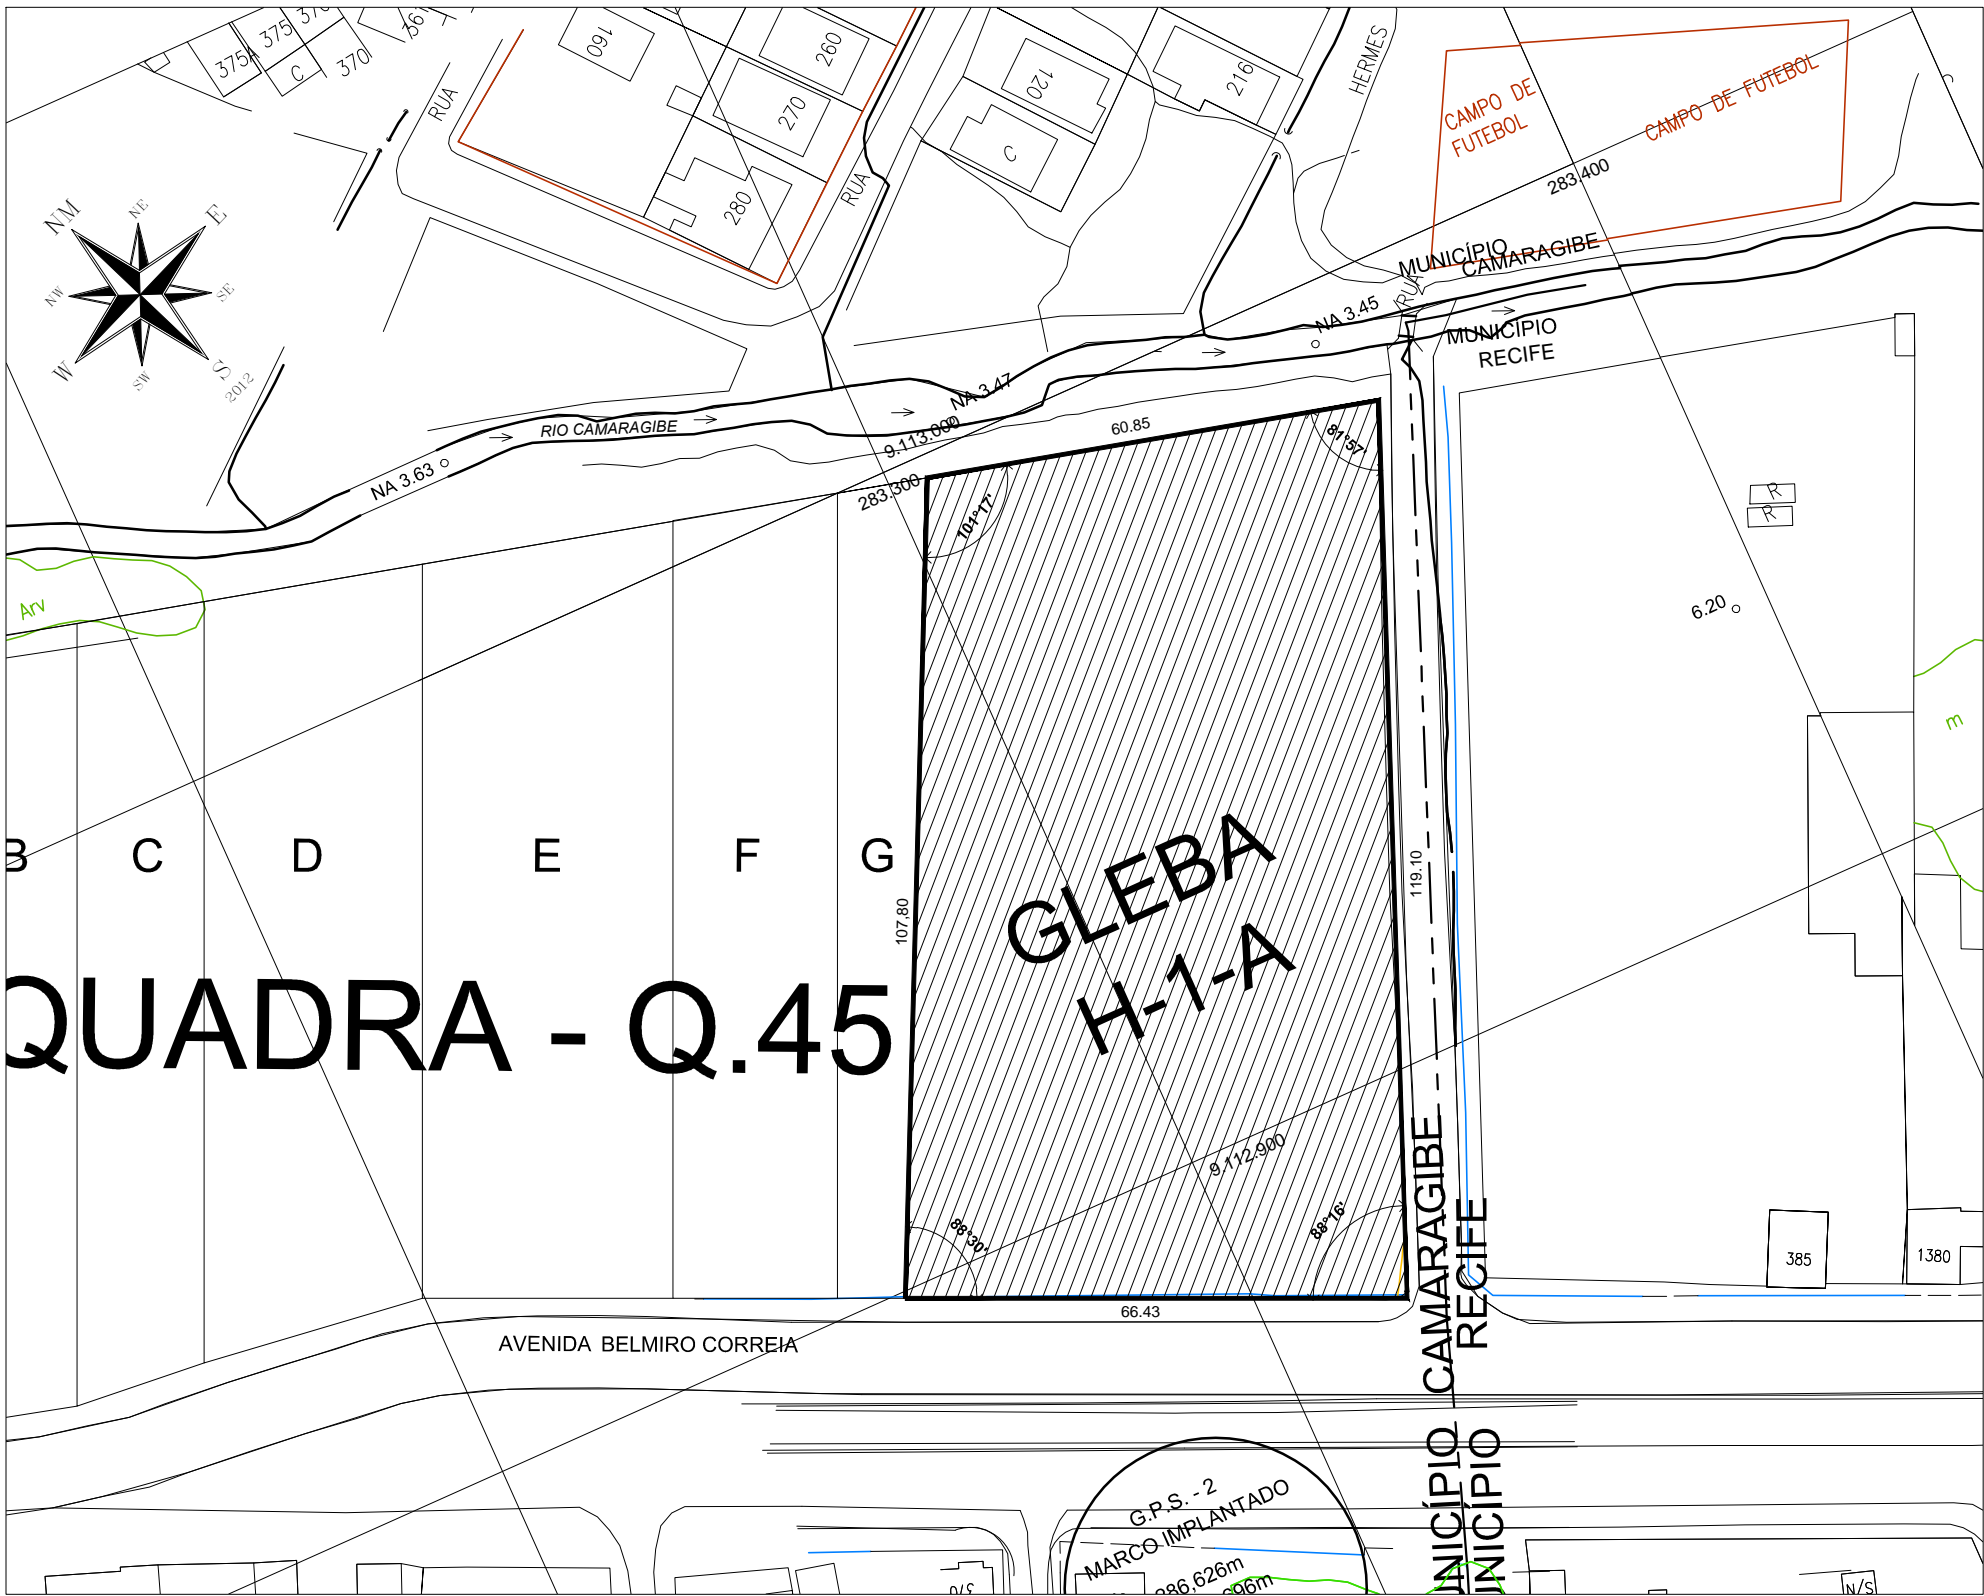 375A
375
C
370
160
260
270
280
RUA
RUA
120
C
216
HERMES
CAMPO DE
FUTEBOL
CAMPO DE FUTEBOL
283.400
NM
NE
E
SE
S
SW
W
NW
2012
MUNICÍPIO
CAMARAGIBE
RUA
NA 3.45
MUNICÍPIO
RECIFE
NA 3.47
9.113.000
RIO CAMARAGIBE
NA 3.63
283.300
60.85
81°57'
101°17'
Arv
R
R
6.20
m
B
C
D
E
F
G
GLEBA
H-1-A
107,80
119.10
QUADRA - Q.45
9.112.900
88°30'
88°16'
66.43
AVENIDA BELMIRO CORREIA
CAMARAGIBE
RECIFE
385
1380
G.P.S. - 2
MARCO IMPLANTADO
286,626m
N/S